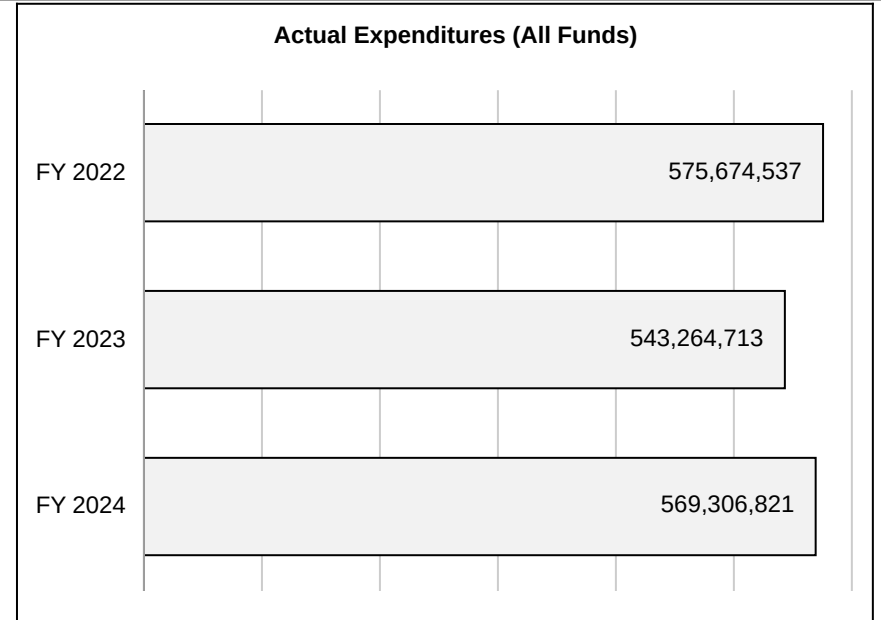 Actual Expenditures (All Funds)
FY 2022
575,674,537
FY 2023
543,264,713
FY 2024
569,306,821